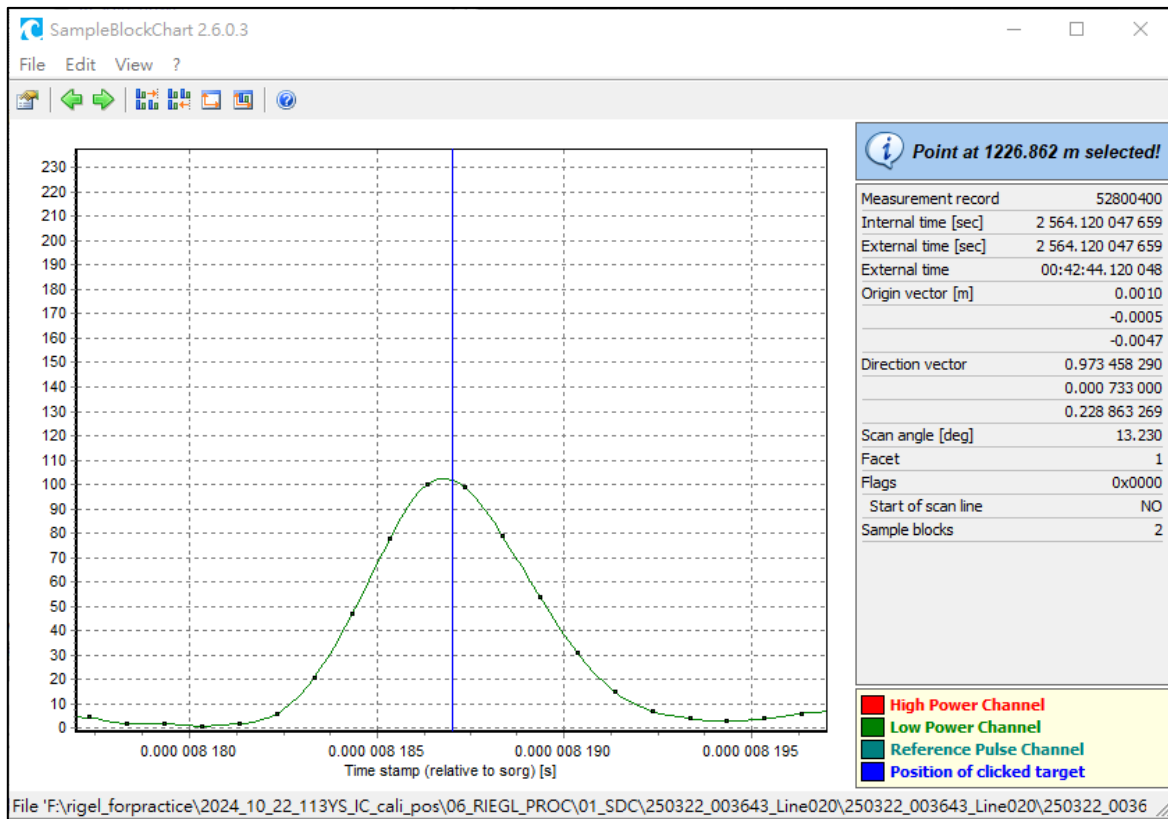 SampleBlockChart 2.6.0.3
File Edit View ?
Point at 1226.862 m selected!
230
220
210
200
190
180
170
160
150
140
130
120
110
100
90
80
70
60
50
40
30
20
10
0
0.000 008 180 0.000 008 185 0.000 008 190 0.000 008 195
Time stamp (relative to sorg) [s]
Measurement record 52800400
Internal time [sec] 2 564.120 047 659
External time [sec] 2 564.120 047 659
External time 00:42:44.120 048
Origin vector [m] 0.0010
-0.0005
-0.0047
Direction vector 0.973 458 290
0.000 733 000
0.228 863 269
Scan angle [deg] 13.230
Facet 1
Flags 0x0000
Start of scan line NO
Sample blocks 2
High Power Channel
Low Power Channel
Reference Pulse Channel
Position of clicked target
File 'F:\rigel_forpractice\2024_10_22_113YS_IC_cali_pos\06_RIEGL_PROC\01_SDC\250322_003643_Line020\250322_003643_Line020\250322_0036